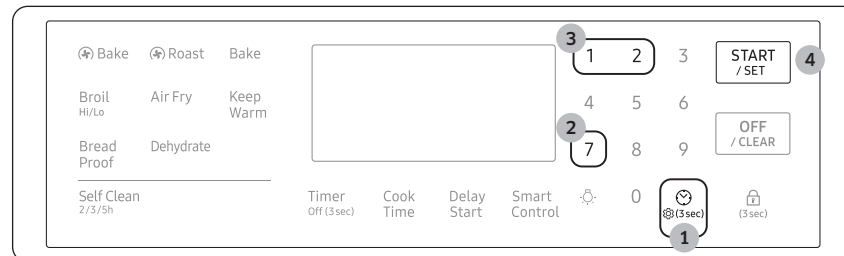 Bake
Roast
Bake
Broil
Hi/Lo
Air Fry
Keep
Warm
Bread
Proof
Dehydrate
Self Clean
2/3/5h
Timer
Off (3 sec)
Cook
Time
Delay
Start
Smart
Control
3
1 2 3
4 5 6
2
7 8 9
0
(3 sec)
1
START
/ SET
4
OFF
/ CLEAR
(3 sec)